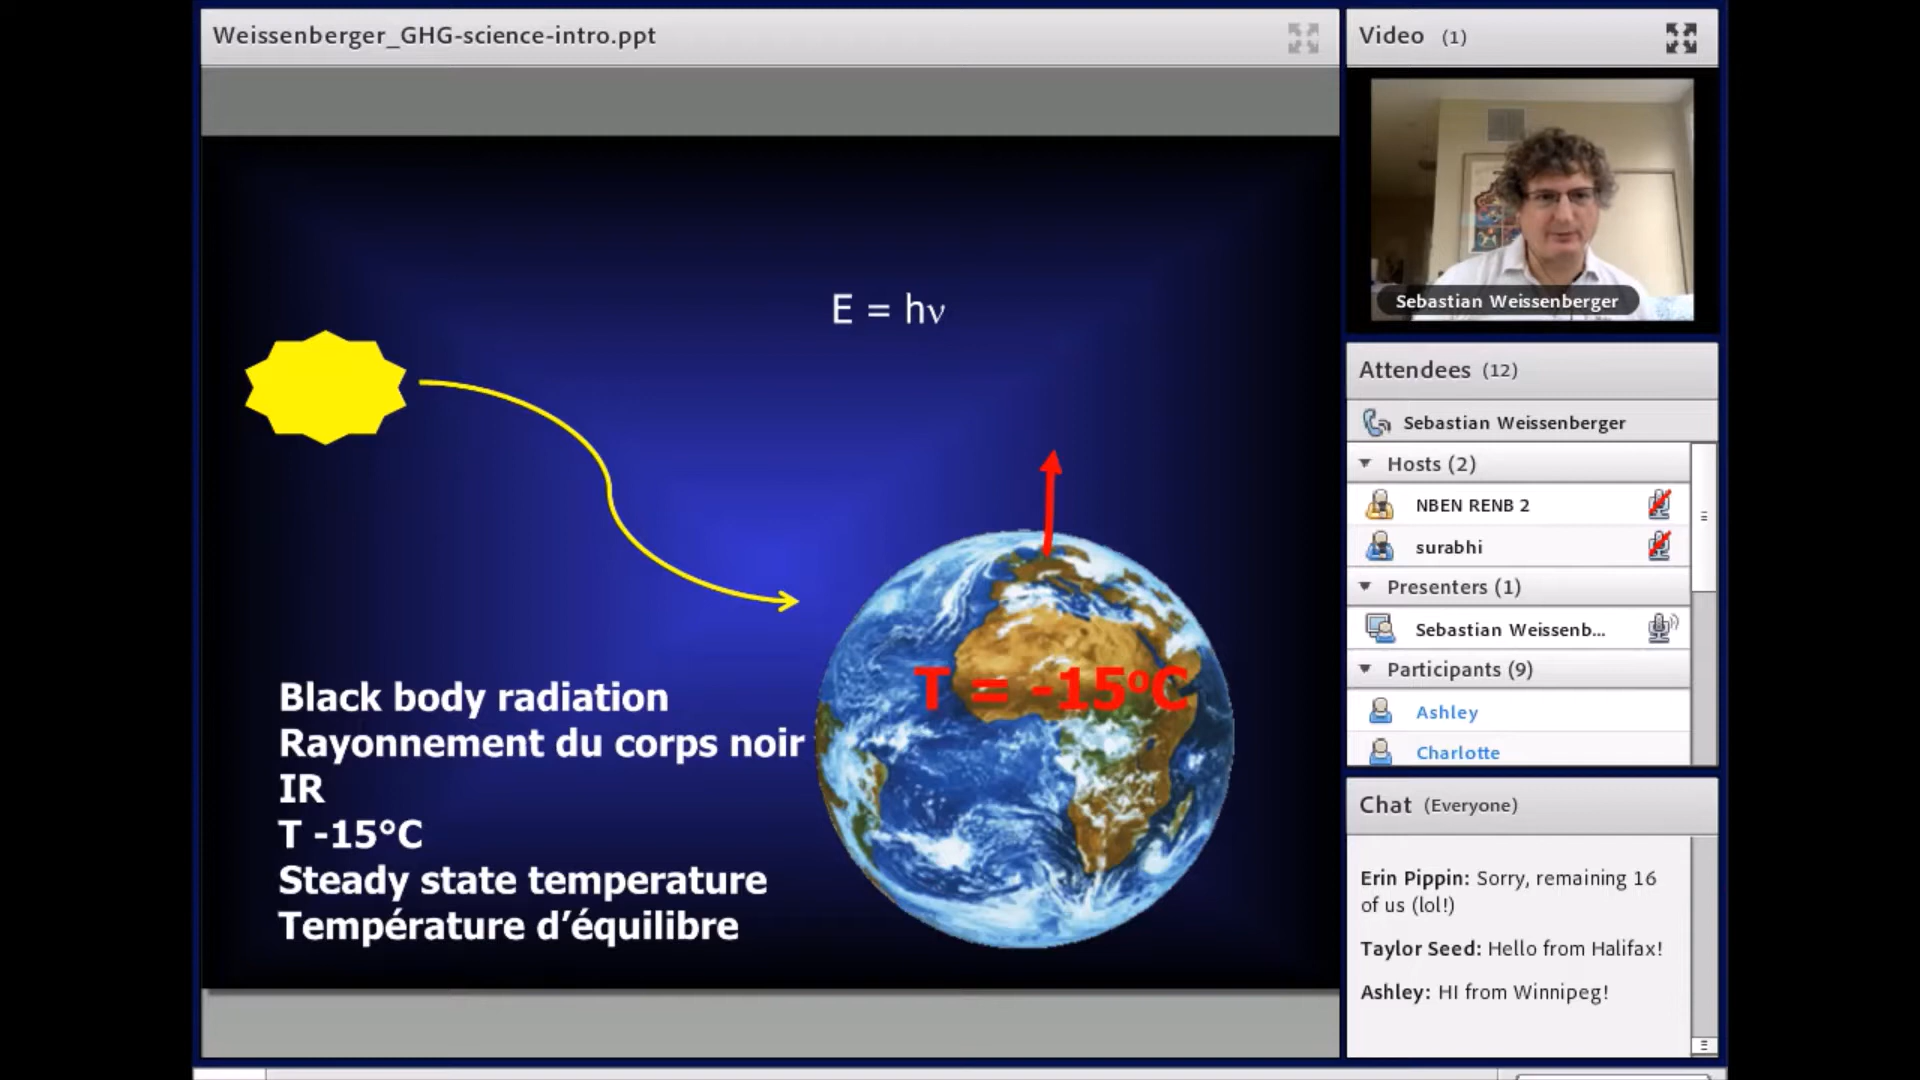 Weissenberger_GHG-science-intro.ppt
E = hν
T = -15°C
Black body radiation
Rayonnement du corps noir
IR
T -15°C
Steady state temperature
Température d’équilibre
Video (1)
Sebastian Weissenberger
Attendees (12)
Sebastian Weissenberger
Hosts (2)
NBEN RENB 2
surabhi
Presenters (1)
Sebastian Weissenb...
Participants (9)
Ashley
Charlotte
Chat (Everyone)
Erin Pippin: Sorry, remaining 16
of us (lol!)
Taylor Seed: Hello from Halifax!
Ashley: HI from Winnipeg!